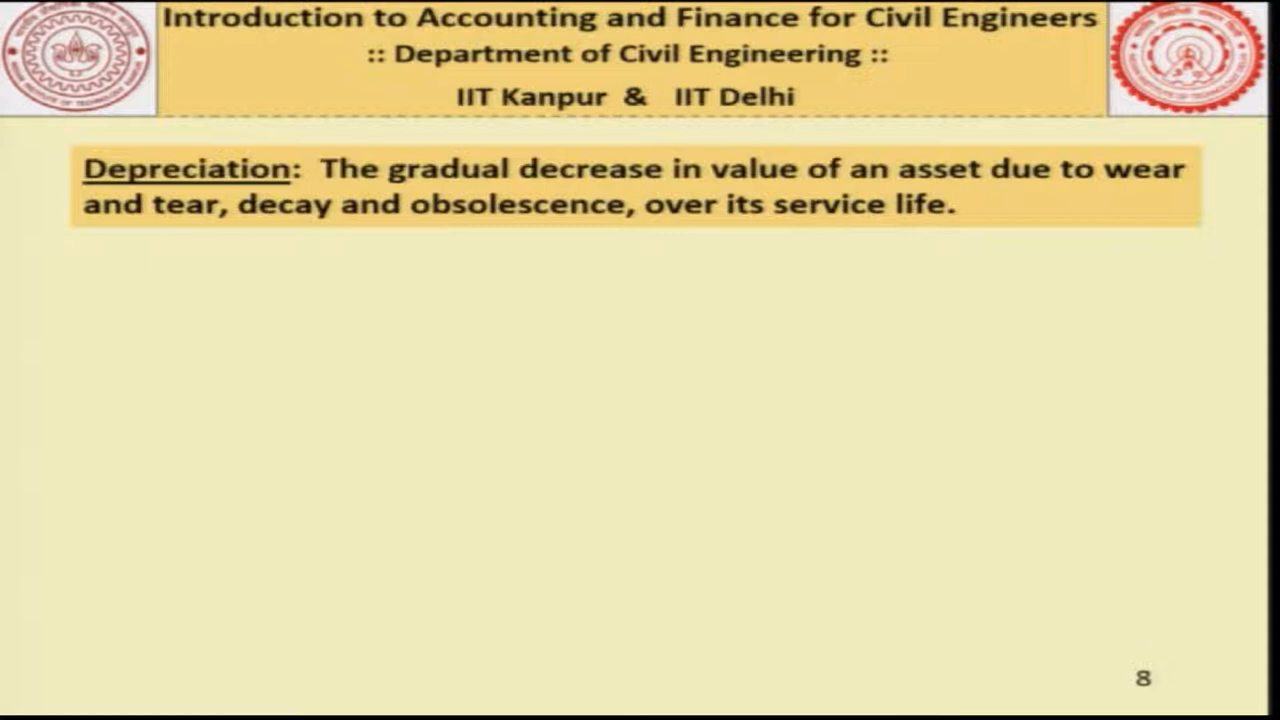 Introduction to Accounting and Finance for Civil Engineers
:: Department of Civil Engineering ::
IIT Kanpur & IIT Delhi
Depreciation: The gradual decrease in value of an asset due to wear
and tear, decay and obsolescence, over its service life.
8